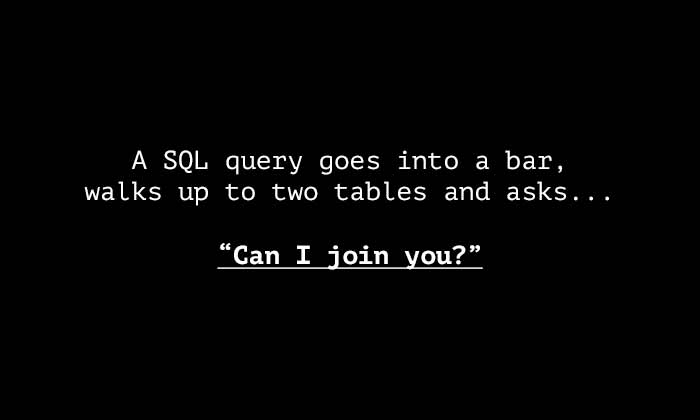 A SQL query goes into a bar,
walks up to two tables and asks...
“Can I join you?”